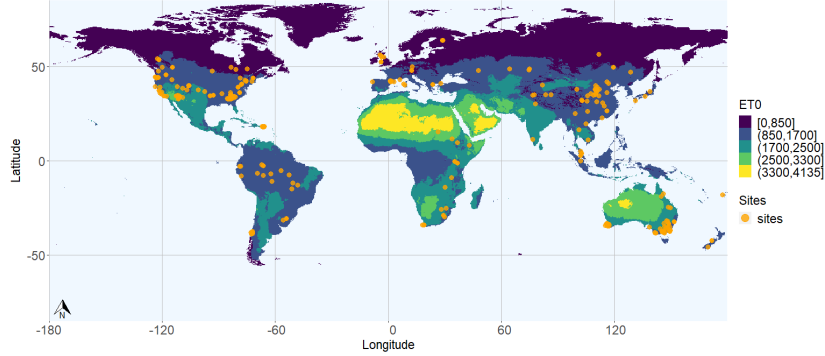 ET0
[0,850]
(850,1700]
(1700,2500]
(2500,3300]
(3300,4135]
Sites
sites
Latitude
50
0
-50
N
-180
-120
-60
0
60
120
Longitude